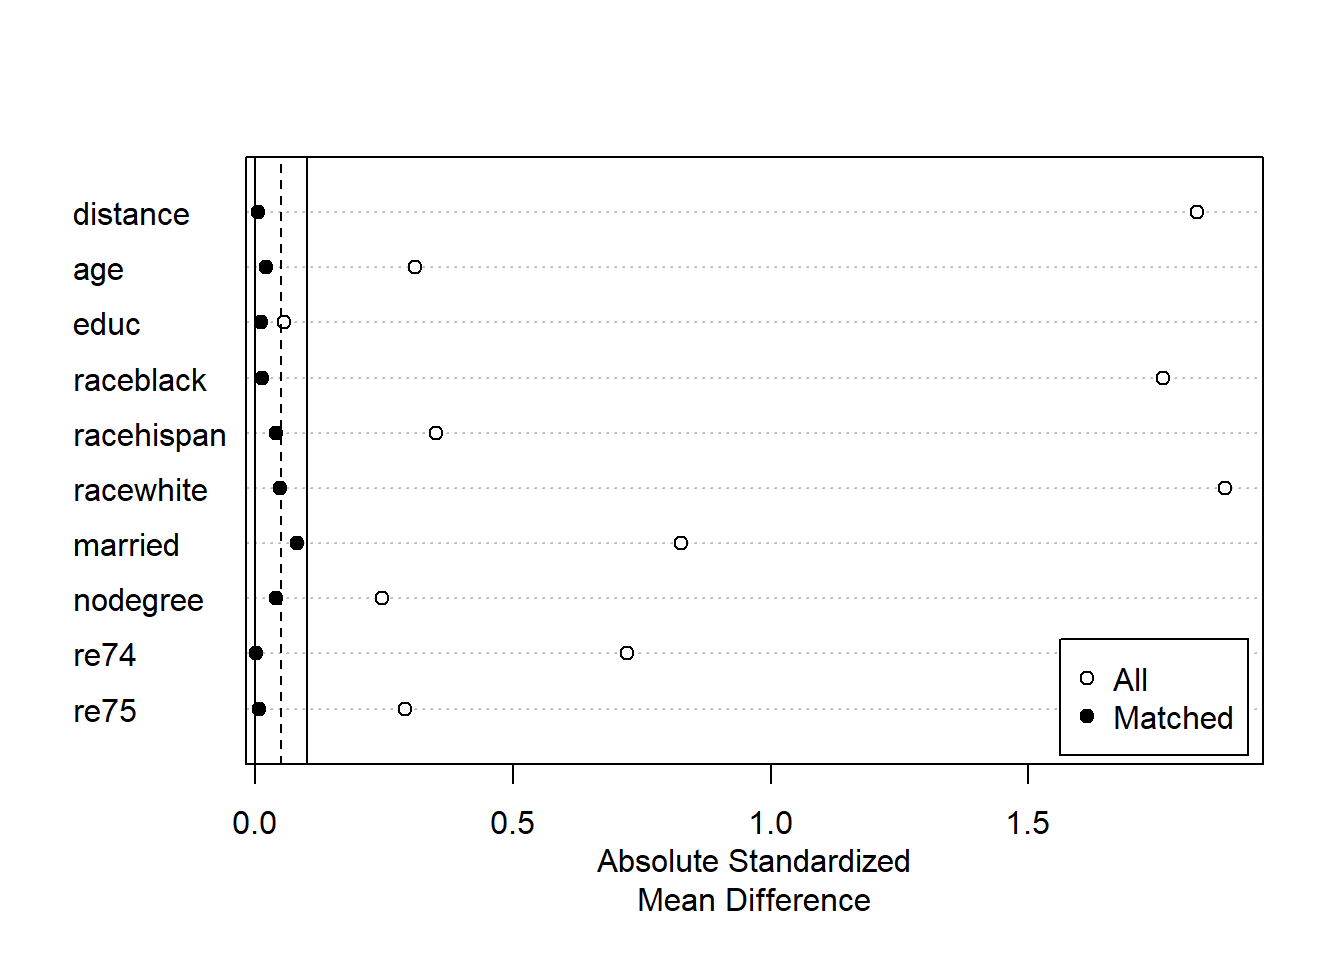 distance
age
educ
raceblack
racehispan
racewhite
married
nodegree
re74
re75
All
Matched
0.0 0.5 1.0 1.5
Absolute Standardized
Mean Difference